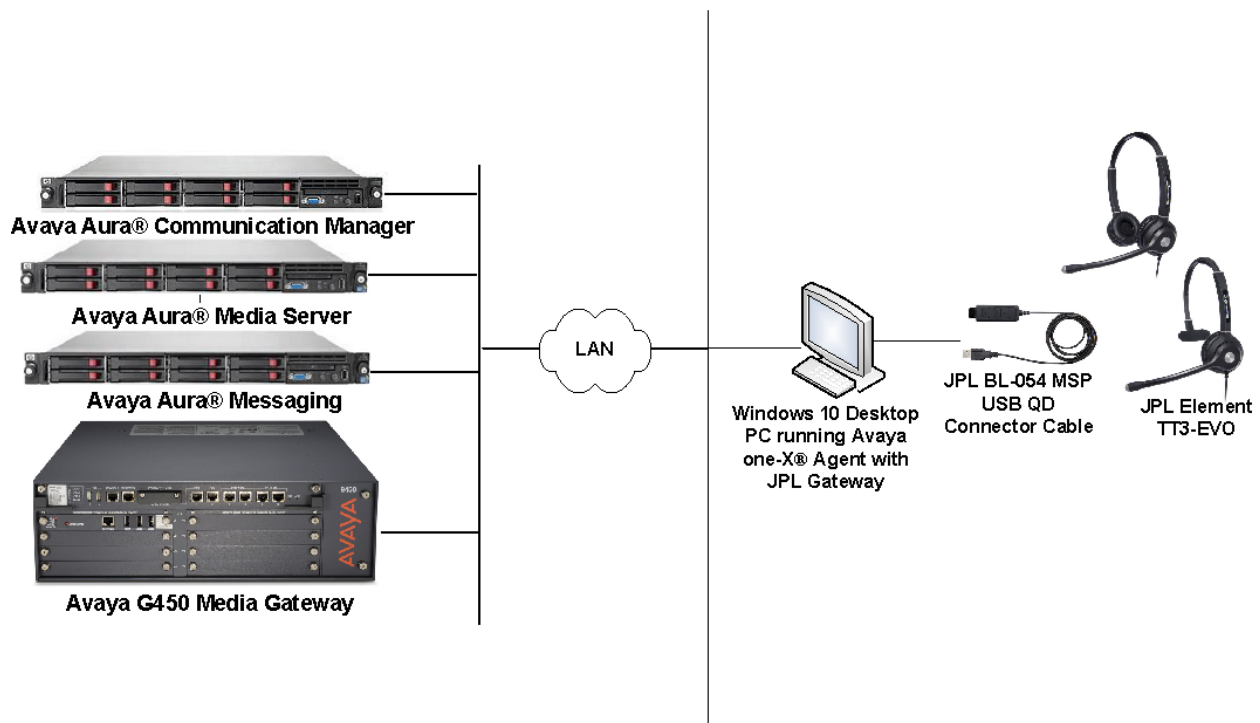 Avaya Aura® Communication Manager
Avaya Aura® Media Server
Avaya Aura® Messaging
AVAYA
Avaya G450 Media Gateway
LAN
Windows 10 Desktop
PC running Avaya
one-X® Agent with
JPL Gateway
JPL BL-054 MSP
USB QD
Connector Cable
JPL Element
TT3-EVO